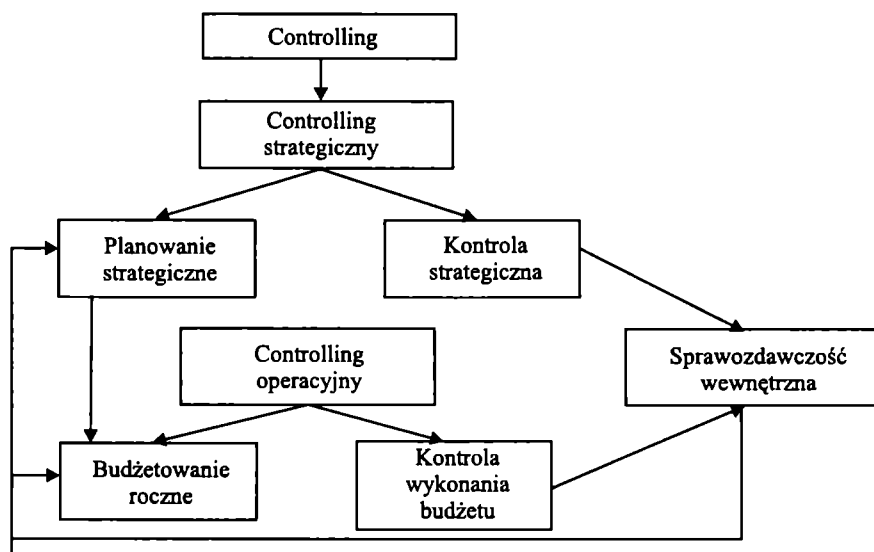 Controlling
Controlling
strategiczny
Planowanie
strategiczne
Kontrola
strategiczna
Controlling
operacyjny
Sprawozdawczość
wewnętrzna
Budżetowanie
roczne
Kontrola
wykonania
budżetu